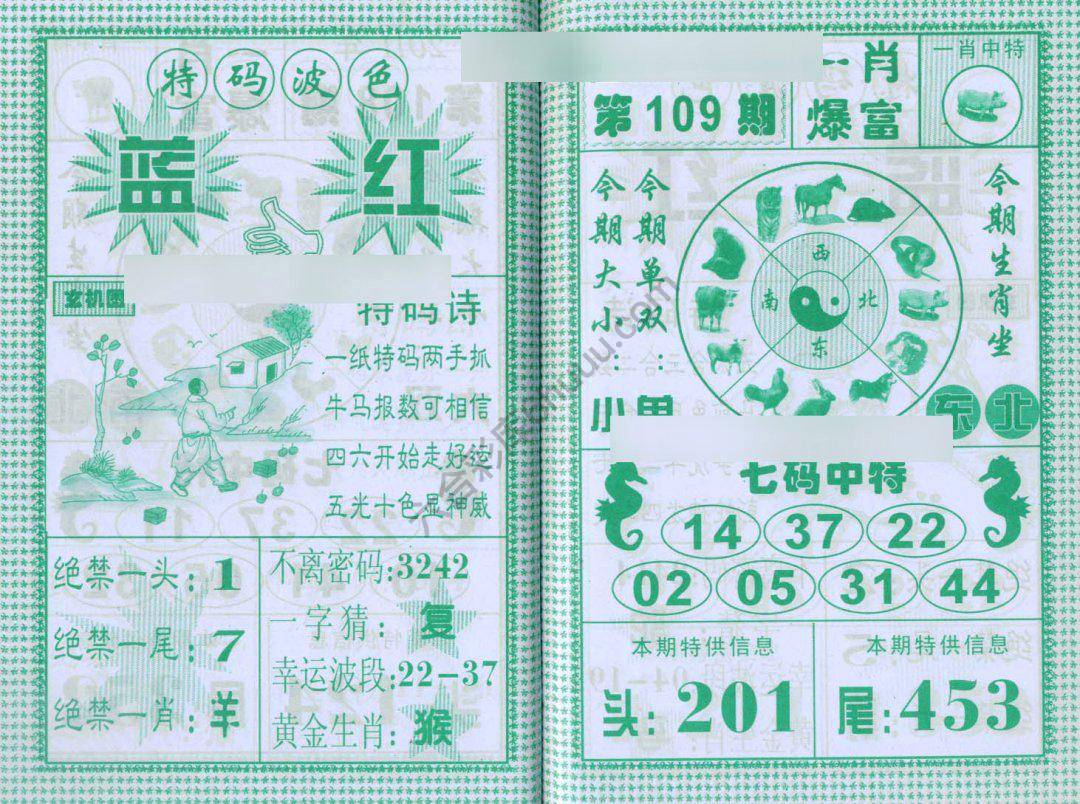 特码波色
蓝 红
玄机图
特码诗
一纸特码两手抓
牛马报数可相信
四六开始走好运
五光十色显神威
绝禁一头:1
绝禁一尾:7
绝禁一肖:羊
不离密码:3242
一字猜:复
幸运波段:22-37
黄金生肖:猴
第109期
一肖
爆富
一肖中特
今期大小:小
今期单双:单
西
南 北
东
今期生肖坐
东北
七码中特
14 37 22
02 05 31 44
本期特供信息
头:201
本期特供信息
尾:453